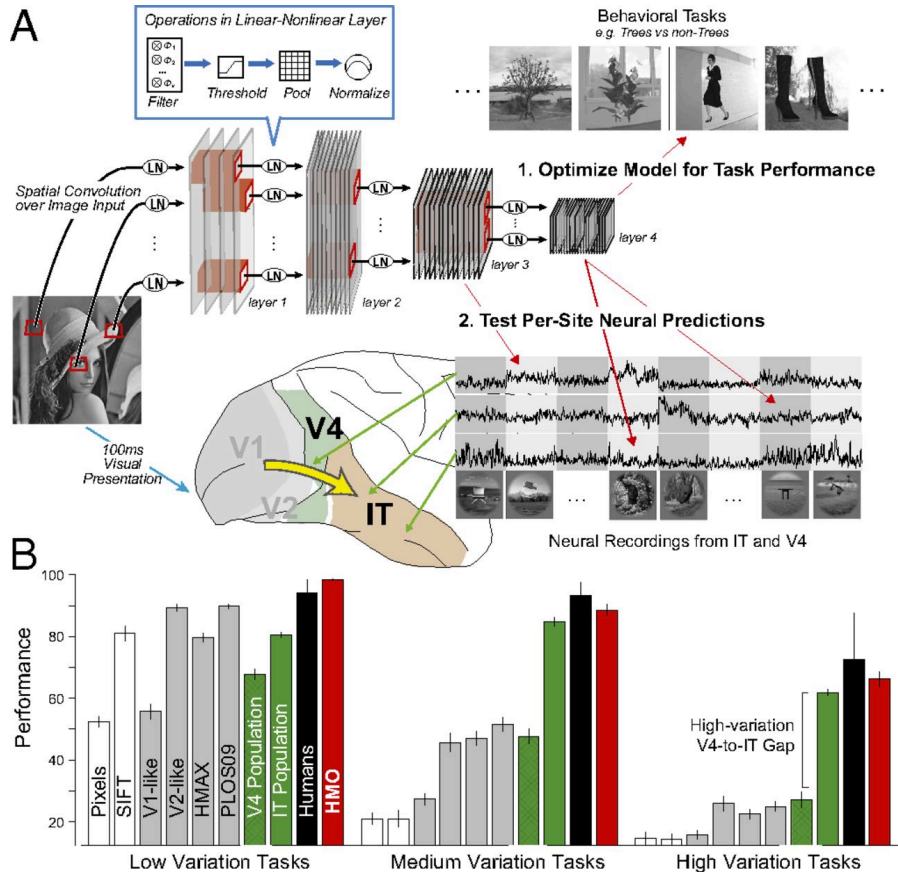 A
Operations in Linear-Nonlinear Layer
⊗ Φ1
⊗ Φ2
...
⊗ Φk
Filter
Threshold
Pool
Normalize
Behavioral Tasks
e.g. Trees vs non-Trees
...
...
1. Optimize Model for Task Performance
Spatial Convolution
over Image Input
LN
LN
LN
LN
LN
LN
LN
LN
LN
LN
layer 1
layer 2
layer 3
layer 4
2. Test Per-Site Neural Predictions
100ms
Visual
Presentation
V1
V2
V4
IT
...
...
Neural Recordings from IT and V4
B
Performance
100
80
60
40
20
Pixels
SIFT
V1-like
V2-like
HMAX
PLOS09
V4 Population
IT Population
Humans
HMO
High-variation
V4-to-IT Gap
Low Variation Tasks
Medium Variation Tasks
High Variation Tasks